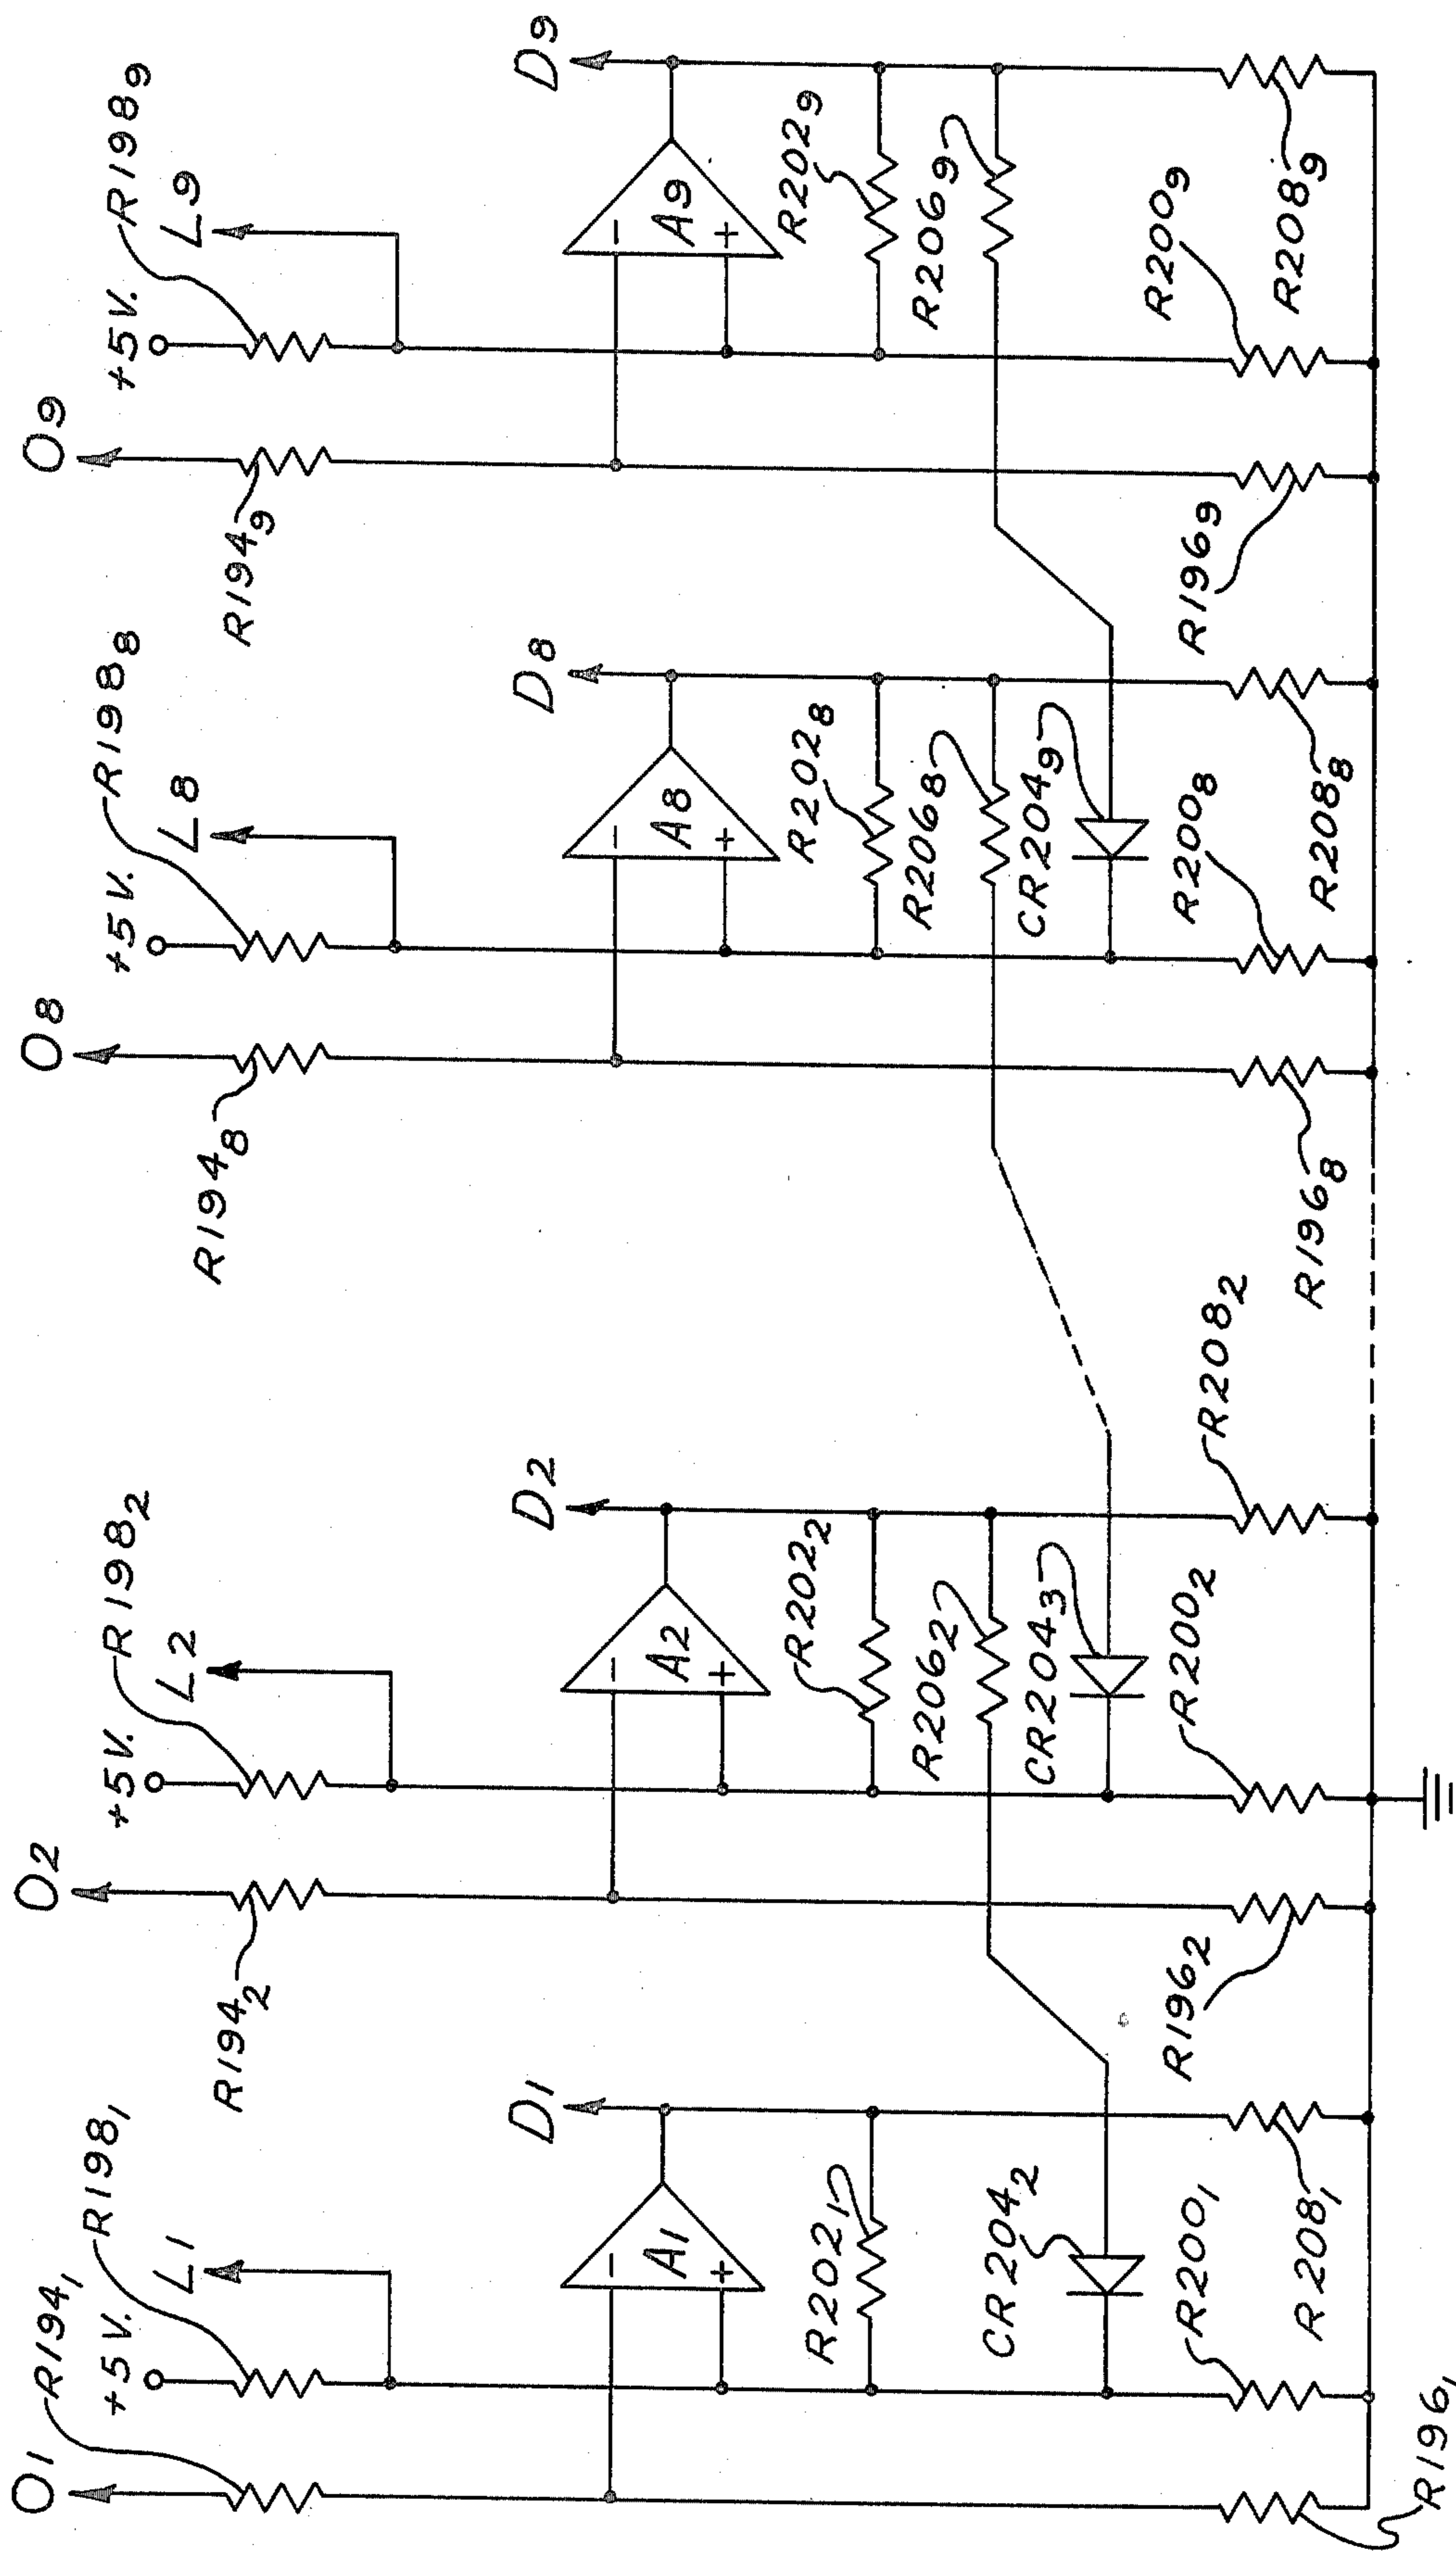 O1
R194₁
+5V.
R198₁
L1
A1
−
+
D1
R202₁
CR204₂
R200₁
R208₁
R196₁
O2
R194₂
+5V.
R198₂
L2
A2
−
+
D2
R202₂
R206₂
CR204₃
R200₂
R208₂
R196₂
O8
R194₈
+5V.
R198₈
L8
A8
−
+
D8
R202₈
R206₈
CR204₉
R200₈
R208₈
R196₈
O9
R194₉
+5V.
R198₉
L9
A9
−
+
D9
R202₉
R206₉
R200₉
R208₉
R196₉